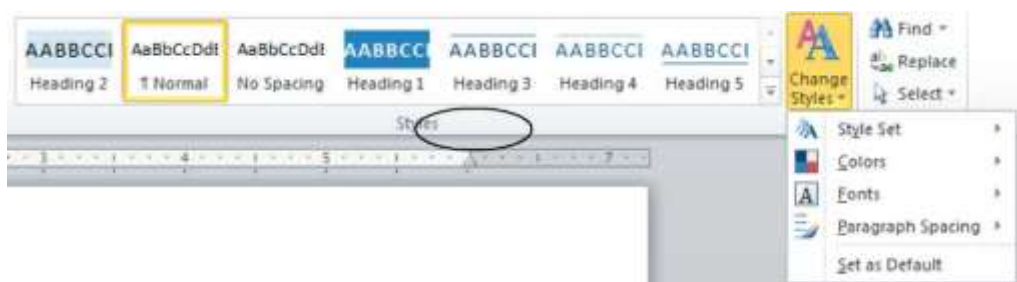 AABBCCI AaBbCcDdI AaBbCcDdI AABBCCI AABBCCI AABBCCI AABBCCI
Heading 2 ¶ Normal No Spacing Heading 1 Heading 3 Heading 4 Heading 5
Styles
Change
Styles
Find
Replace
Select
Style Set
Colors
Fonts
Paragraph Spacing
Set as Default
3 4 5 7